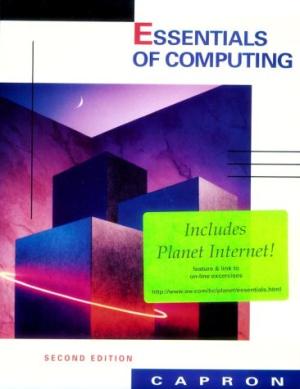 ESSENTIALS
OF COMPUTING
Includes
Planet Internet!
feature & link to
on-line excercises
http://www.aw.com/bc/planet/essentials.html
SECOND EDITION
CAPRON